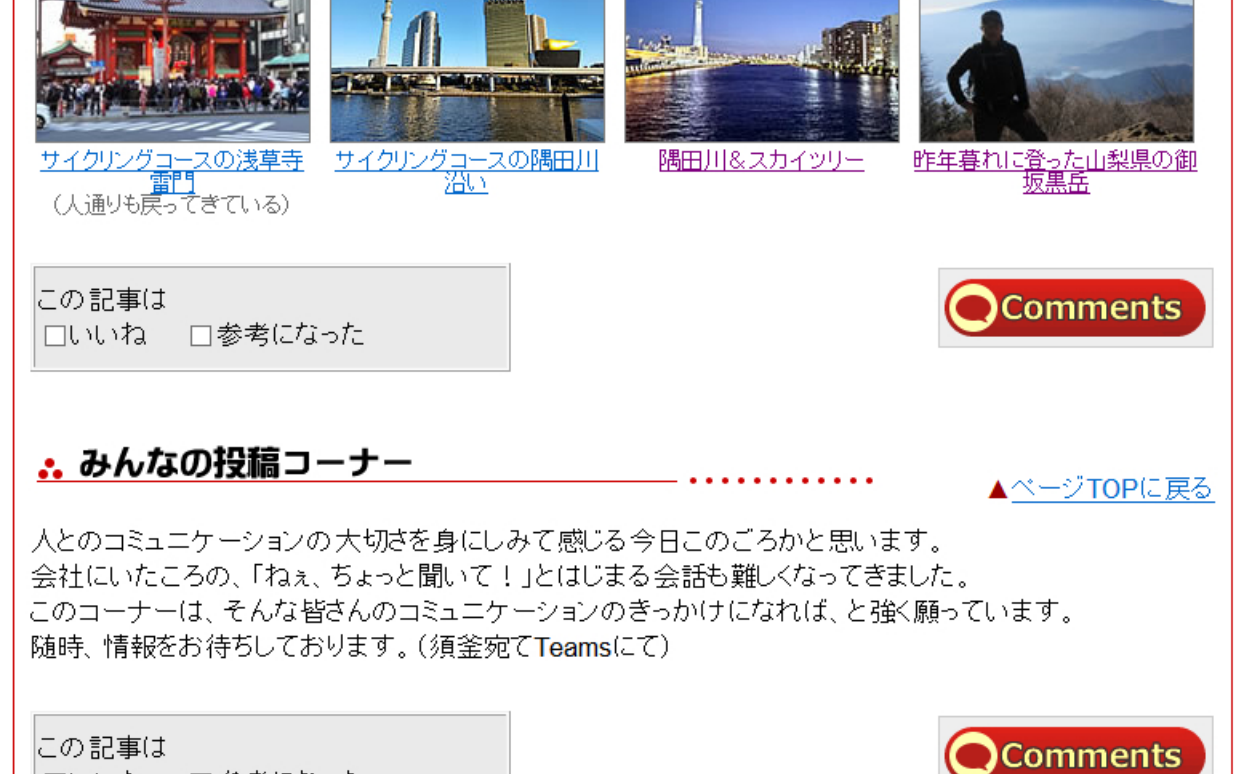 サイクリングコースの浅草寺
雷門
（人通りも戻ってきている）
サイクリングコースの隅田川
沿い
隅田川&スカイツリー
昨年暮れに登った山梨県の御
坂黒岳
この記事は
□いいね □参考になった
Comments
みんなの投稿コーナー
▲ページTOPに戻る
人とのコミュニケーションの大切さを身にしみて感じる今日このごろかと思います。
会社にいたころの、「ねぇ、ちょっと聞いて！」とはじまる会話も難しくなってきました。
このコーナーは、そんな皆さんのコミュニケーションのきっかけになれば、と強く願っています。
随時、情報をお待ちしております。（須釜宛てTeamsにて）
この記事は
Comments